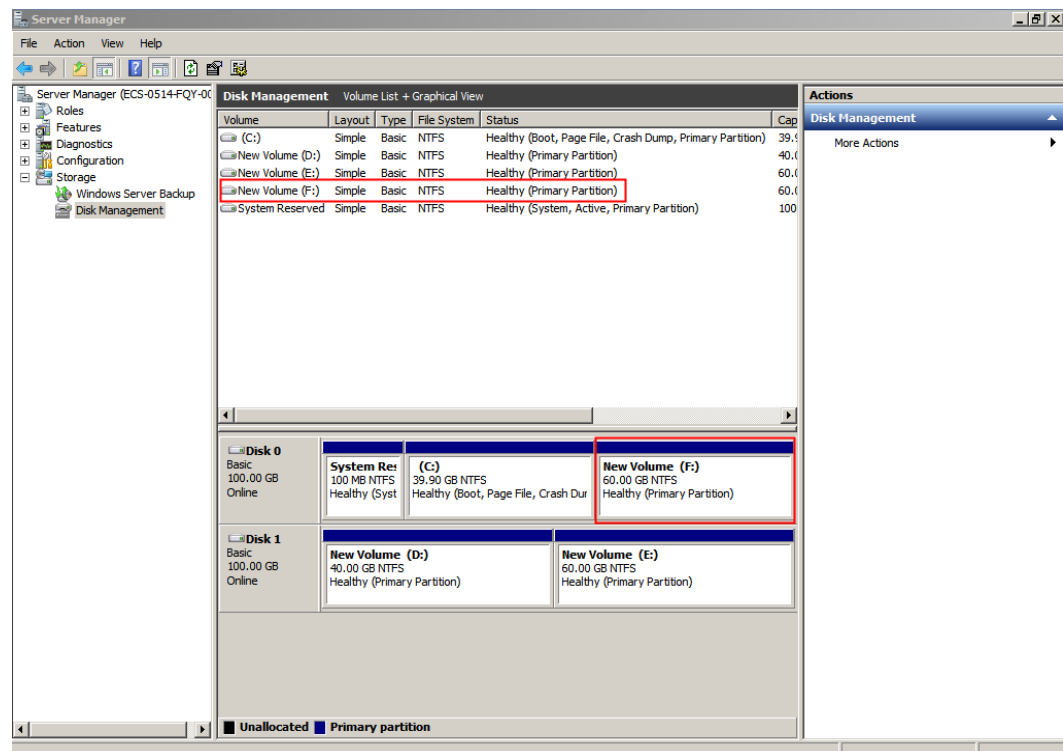 Server Manager
File Action View Help
Server Manager (ECS-0514-FQY-00
Roles
Features
Diagnostics
Configuration
Storage
Windows Server Backup
Disk Management
Disk Management Volume List + Graphical View
Volume Layout Type File System Status Cap
(C:) Simple Basic NTFS Healthy (Boot, Page File, Crash Dump, Primary Partition) 39.9
New Volume (D:) Simple Basic NTFS Healthy (Primary Partition) 40.0
New Volume (E:) Simple Basic NTFS Healthy (Primary Partition) 60.0
New Volume (F:) Simple Basic NTFS Healthy (Primary Partition) 60.0
System Reserved Simple Basic NTFS Healthy (System, Active, Primary Partition) 100
Disk 0
Basic
100.00 GB
Online
System Res
100 MB NTFS
Healthy (Syst
(C:)
39.90 GB NTFS
Healthy (Boot, Page File, Crash Dur
New Volume (F:)
60.00 GB NTFS
Healthy (Primary Partition)
Disk 1
Basic
100.00 GB
Online
New Volume (D:)
40.00 GB NTFS
Healthy (Primary Partition)
New Volume (E:)
60.00 GB NTFS
Healthy (Primary Partition)
Unallocated Primary partition
Actions
Disk Management
More Actions